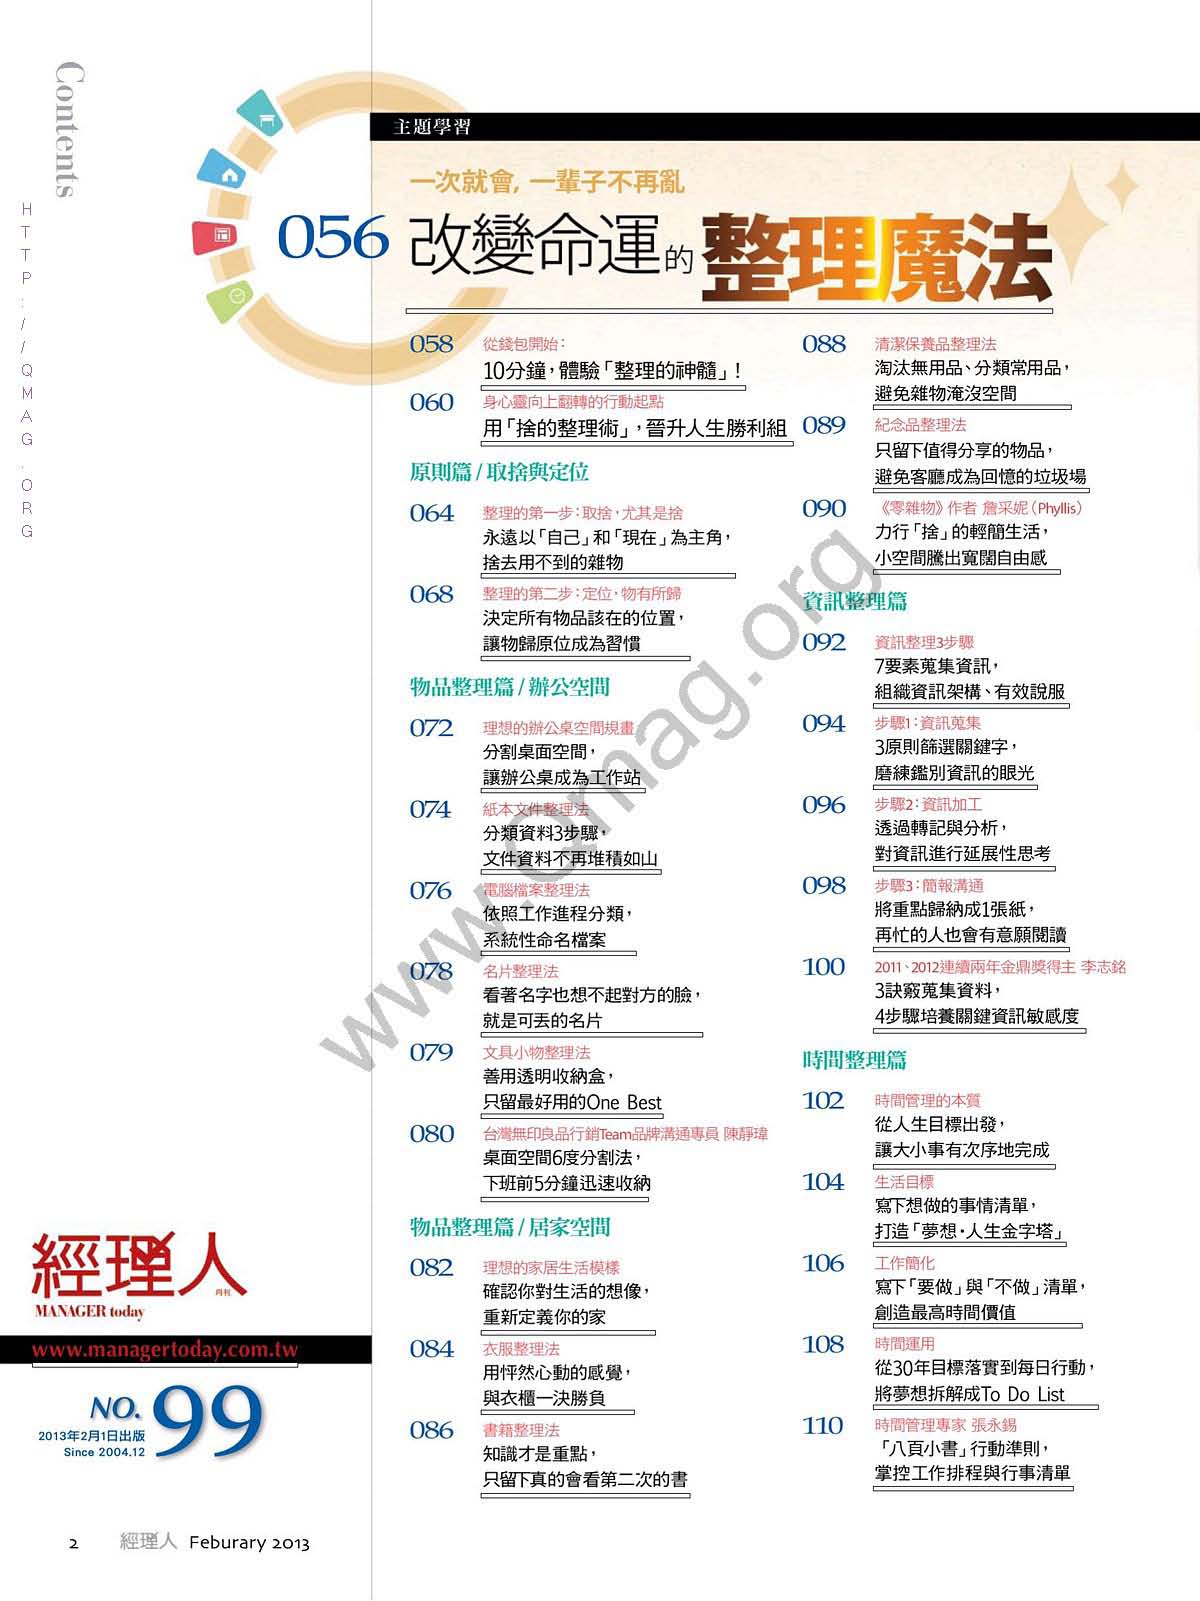 Contents
HTTP://QMAG.ORG
主題學習
一次就會，一輩子不再亂
056 改變命運的整理魔法
058 從錢包開始：
10分鐘，體驗「整理的神髓」！
060 身心靈向上翻轉的行動起點
用「捨的整理術」，晉升人生勝利組
原則篇 / 取捨與定位
064 整理的第一步：取捨，尤其是捨
永遠以「自己」和「現在」為主角，
捨去用不到的雜物
068 整理的第二步：定位，物有所歸
決定所有物品該在的位置，
讓物歸原位成為習慣
物品整理篇 / 辦公空間
072 理想的辦公桌空間規畫
分割桌面空間，
讓辦公桌成為工作站
074 紙本文件整理法
分類資料3步驟，
文件資料不再堆積如山
076 電腦檔案整理法
依照工作進程分類，
系統性命名檔案
078 名片整理法
看著名字也想不起對方的臉，
就是可丟的名片
079 文具小物整理法
善用透明收納盒，
只留最好用的One Best
080 台灣無印良品行銷Team品牌溝通專員 陳靜瑋
桌面空間6度分割法，
下班前5分鐘迅速收納
物品整理篇 / 居家空間
082 理想的家居生活模樣
確認你對生活的想像，
重新定義你的家
084 衣服整理法
用怦然心動的感覺，
與衣櫃一決勝負
086 書籍整理法
知識才是重點，
只留下真的會看第二次的書
088 清潔保養品整理法
淘汰無用品、分類常用品，
避免雜物淹沒空間
089 紀念品整理法
只留下值得分享的物品，
避免客廳成為回憶的垃圾場
090 《零雜物》作者 詹采妮（Phyllis）
力行「捨」的輕簡生活，
小空間騰出寬闊自由感
資訊整理篇
092 資訊整理3步驟
7要素蒐集資訊，
組織資訊架構、有效說服
094 步驟1：資訊蒐集
3原則篩選關鍵字，
磨練鑑別資訊的眼光
096 步驟2：資訊加工
透過轉記與分析，
對資訊進行延展性思考
098 步驟3：簡報溝通
將重點歸納成1張紙，
再忙的人也會有意願閱讀
100 2011、2012連續兩年金鼎獎得主 李志銘
3訣竅蒐集資料，
4步驟培養關鍵資訊敏感度
時間整理篇
102 時間管理的本質
從人生目標出發，
讓大小事有次序地完成
104 生活目標
寫下想做的事情清單，
打造「夢想·人生金字塔」
106 工作簡化
寫下「要做」與「不做」清單，
創造最高時間價值
108 時間運用
從30年目標落實到每日行動，
將夢想拆解成To Do List
110 時間管理專家 張永錫
「八百小書」行動準則，
掌控工作排程與行事清單
www.Qmag.org
經理人 月刊
MANAGER today
www.managertoday.com.tw
NO. 99
2013年2月1日出版
Since 2004.12
2 經理人 Feburary 2013